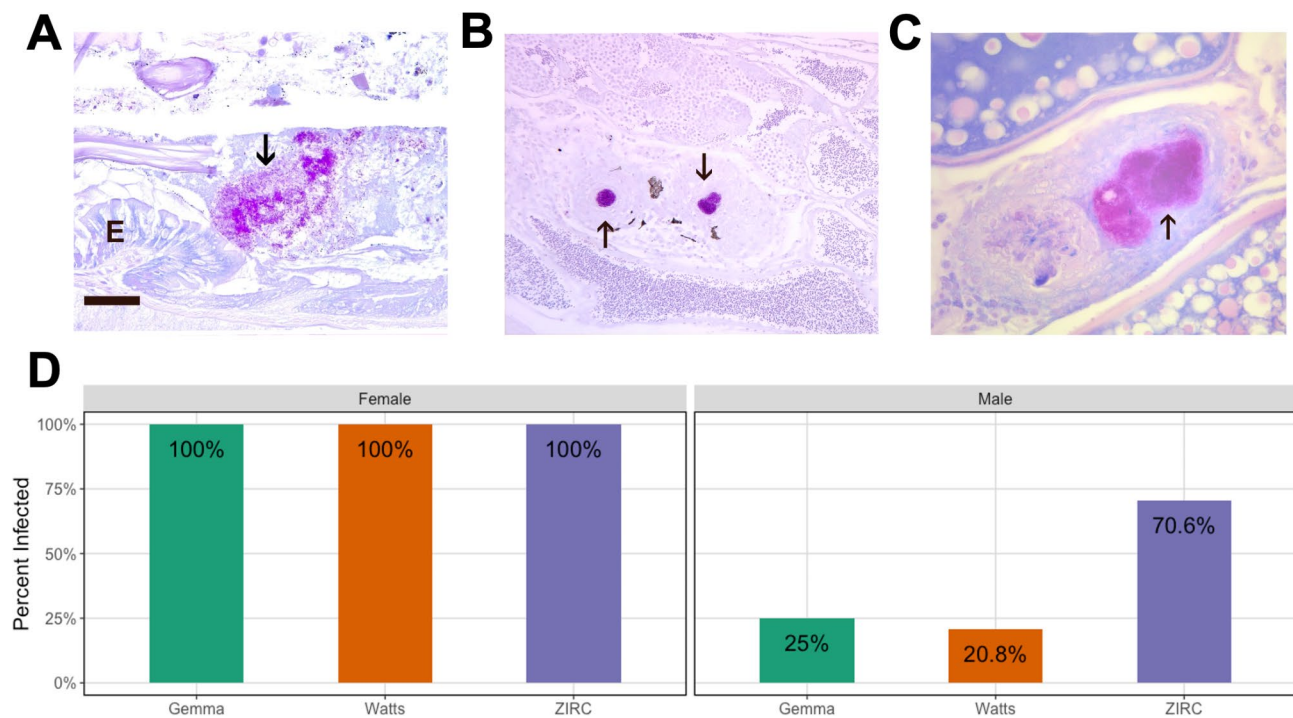 A
B
C
E
D
Female
Male
Percent Infected
100%
75%
50%
25%
0%
100%
100%
100%
25%
20.8%
70.6%
Gemma
Watts
ZIRC
Gemma
Watts
ZIRC